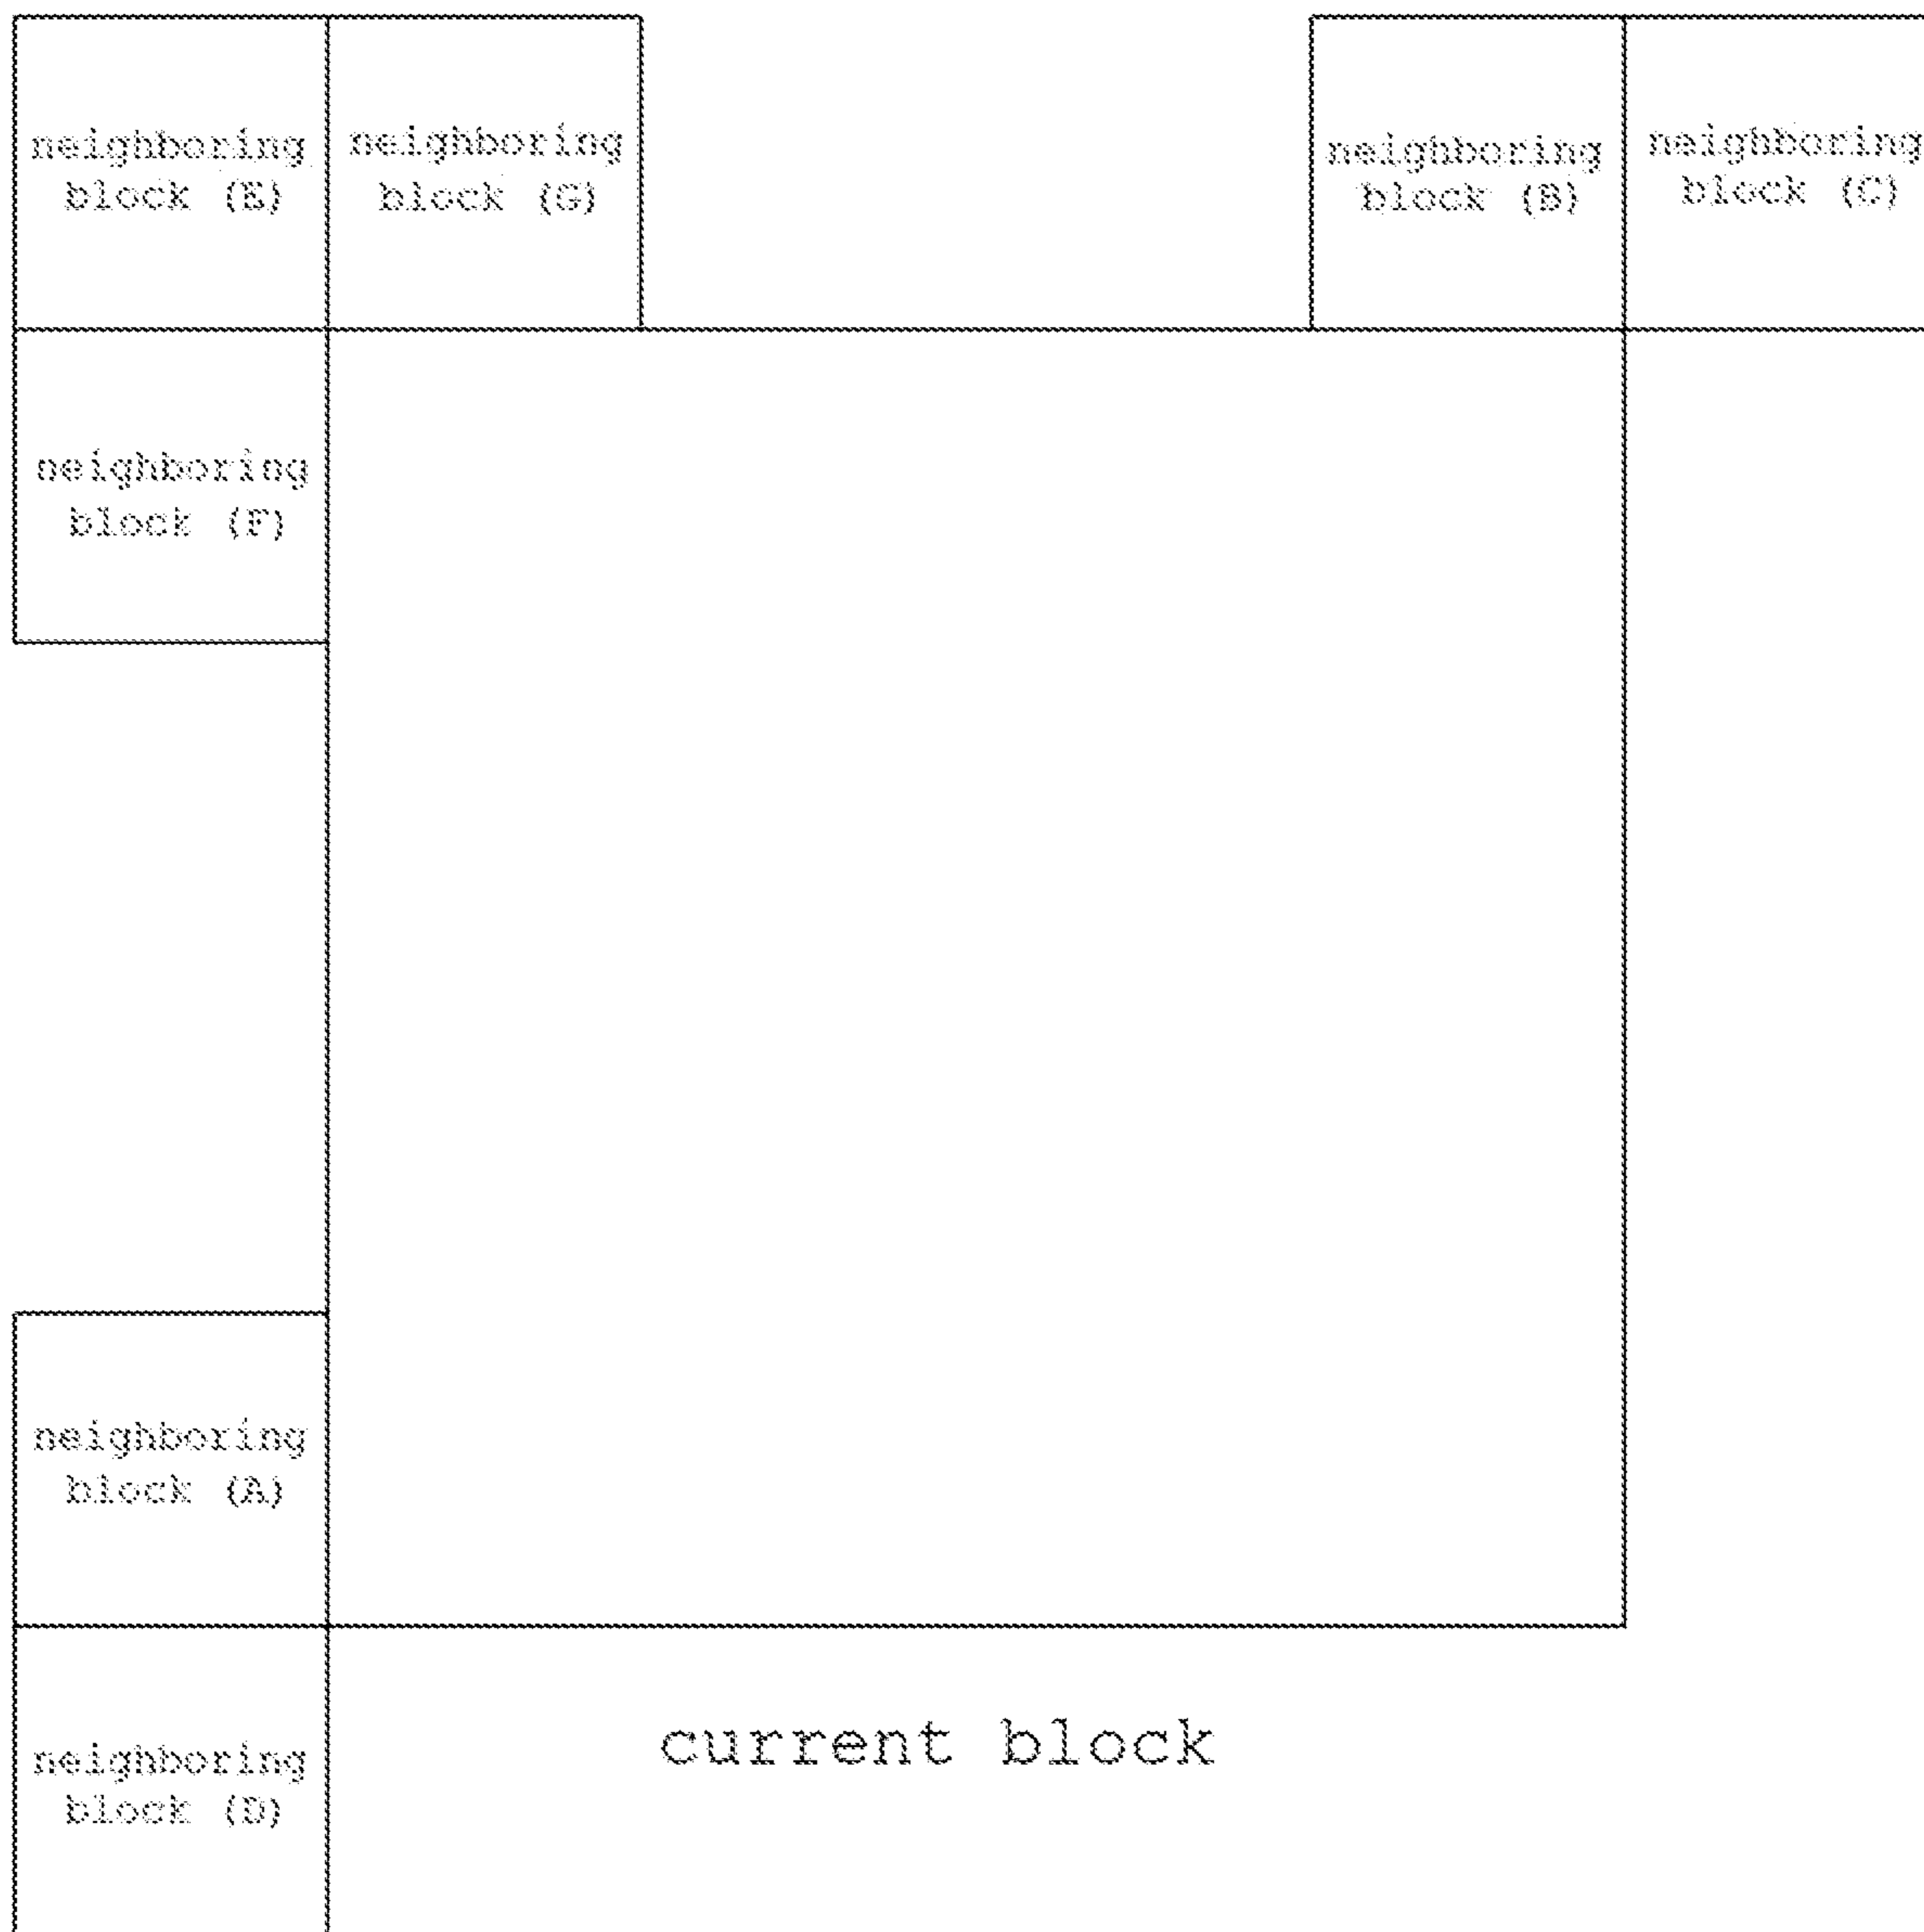 neighboring
block (E)
neighboring
block (G)
neighboring
block (B)
neighboring
block (C)
neighboring
block (F)
neighboring
block (A)
neighboring
block (D)
current block